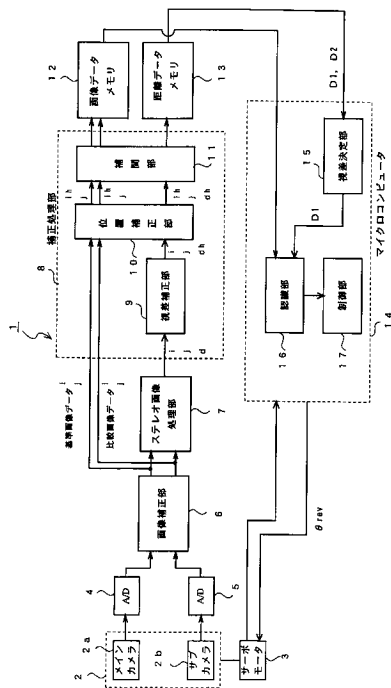 1
2
2a
メイン
カメラ
2b
サブ
カメラ
サーボ
モータ
3
4
A/D
A/D
5
画像補正部
6
基準画像データ
i
j
比較画像データ
i
j
ステレオ画像
処理部
7
i
j
d
補正処理部
8
9
視差補正部
i
j
dh
位置補正部
10
ih
j
ih
j
ih
j
dh
補間部
11
12
画像データ
メモリ
距離データ
メモリ
13
D1, D2
15
視差決定部
D1
認識部
16
制御部
17
マイクロコンピュータ
14
θrev